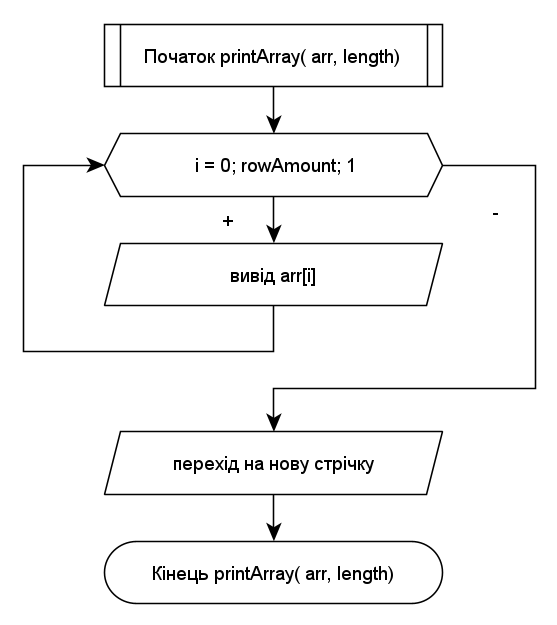 Початок printArray( arr, length)
i = 0; rowAmount; 1
+
-
вивід arr[i]
перехід на нову стрічку
Кінець printArray( arr, length)